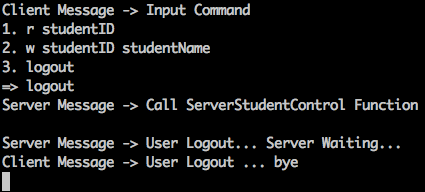 Client Message -> Input Command
1. r studentID
2. w studentID studentName
3. logout
=> logout
Server Message -> Call ServerStudentControl Function
Server Message -> User Logout... Server Waiting...
Client Message -> User Logout ... bye